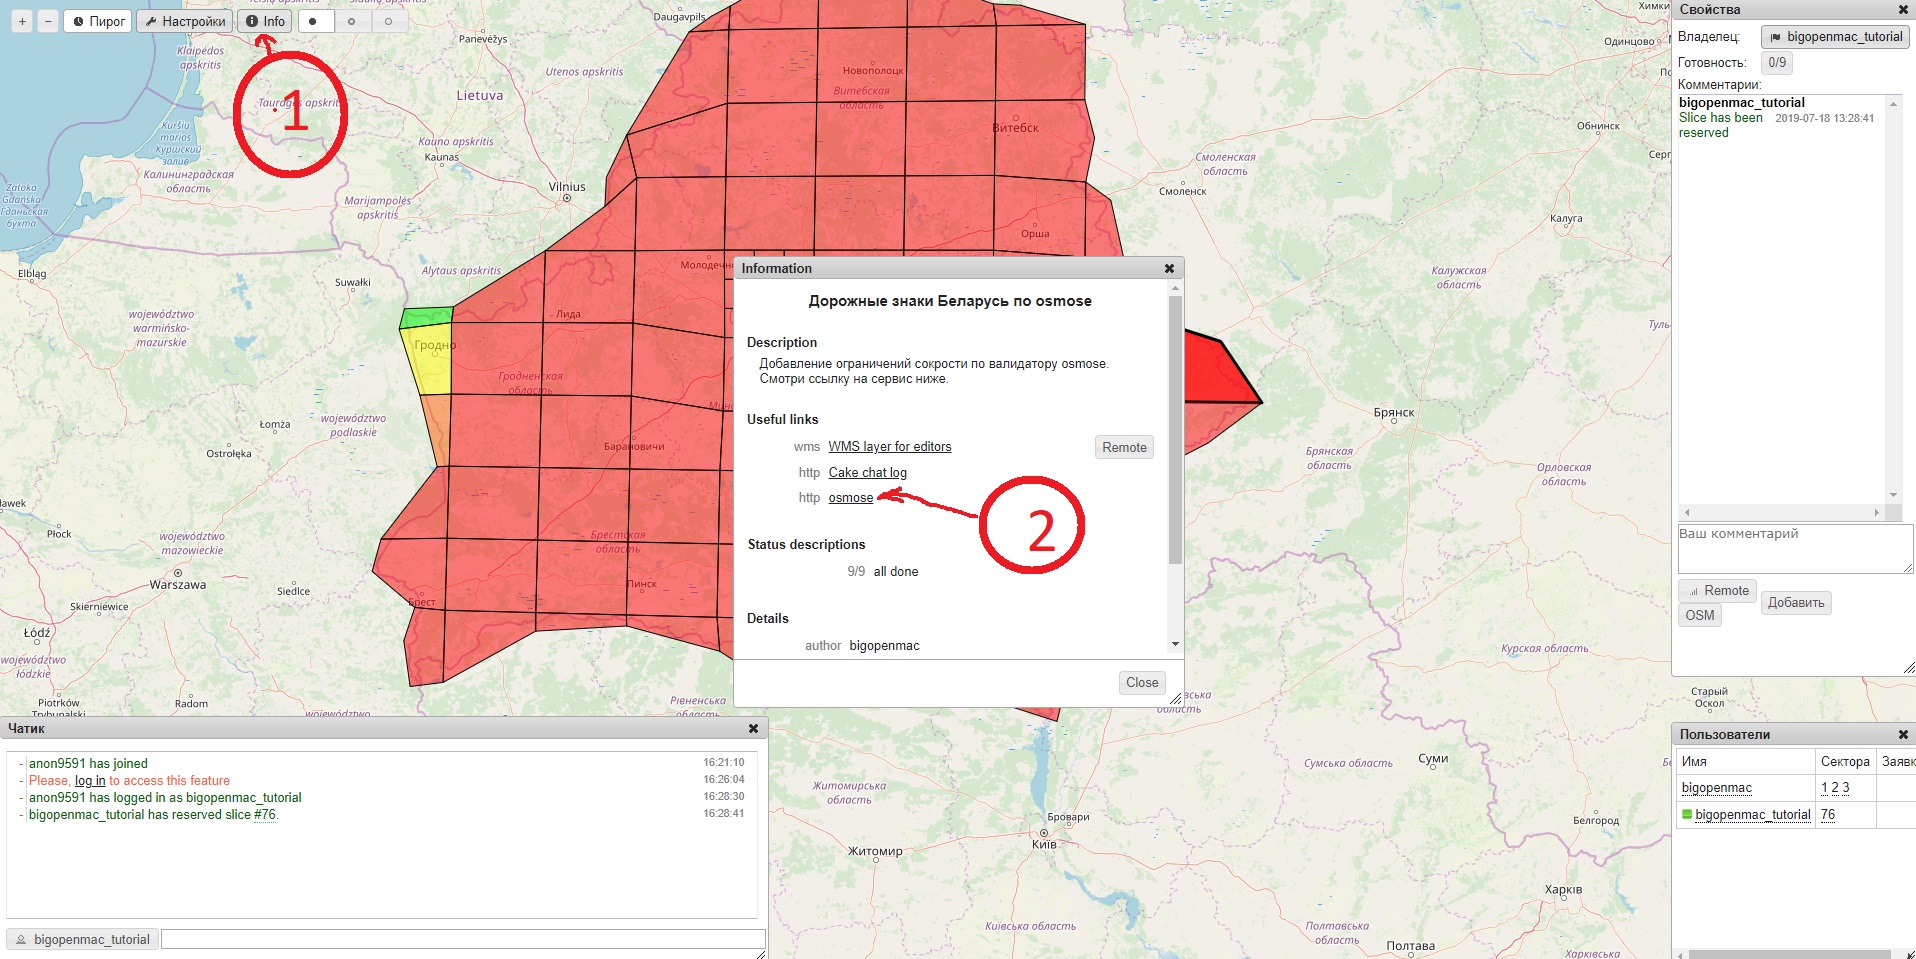 +
−
Пирог
Настройки
Info
1
Klaipėdos
apskritis
Tauragės apskritis
Kuršių
marios
Куршский
залив
Калининградская
область
Zatoka
Gdańska
Гданьская
бухта
Elbląg
Panevėžys
Daugavpils
Utenos apskritis
Lietuva
Kauno apskritis
Kaunas
Vilnius
Marijampolės
apskritis
Alytaus apskritis
Suwałki
województwo
warmińsko-
mazurskie
Łomża
województwo
podlaskie
Ostrołęka
Płock
województwo
mazowieckie
Warszawa
Siedlce
Skierniewice
Łódź
województwo
łódzkie
Piotrków
Trybunalski
Radom
województwo
Новополоцк
Витебская
область
Витебск
Орша
Молодечн
Лида
Гродно
Гродненская
область
Барановичи
Брестская
область
Пинск
Брест
Рівненська
область
Смоленская
область
Смоленск
Калуга
Калужская
область
Обнинск
Одинцово
Химки
Брянск
Брянская
область
Орловская
область
Курская область
Старый
Оскол
Суми
Сумська область
Белгород
Харків
Харківська
Полтавська
область
Полтава
Київська область
Бровари
Київ
Житомир
Житомирська
область
Information
Дорожные знаки Беларусь по osmose
Description
Добавление ограничений сокрости по валидатору osmose.
Смотри ссылку на сервис ниже.
Useful links
wms WMS layer for editors Remote
http Cake chat log
http osmose
2
Status descriptions
9/9 all done
Details
author bigopenmac
Close
Свойства
Владелец: bigopenmac_tutorial
Готовность: 0/9
Комментарии:
bigopenmac_tutorial
Slice has been 2019-07-18 13:28:41
reserved
Ваш комментарий
Remote
OSM
Добавить
Чатик
- anon9591 has joined 16:21:10
- Please, log in to access this feature 16:26:04
- anon9591 has logged in as bigopenmac_tutorial 16:28:30
- bigopenmac_tutorial has reserved slice #76. 16:28:41
bigopenmac_tutorial
Пользователи
Имя Сектора Заявк
bigopenmac 1 2 3
bigopenmac_tutorial 76